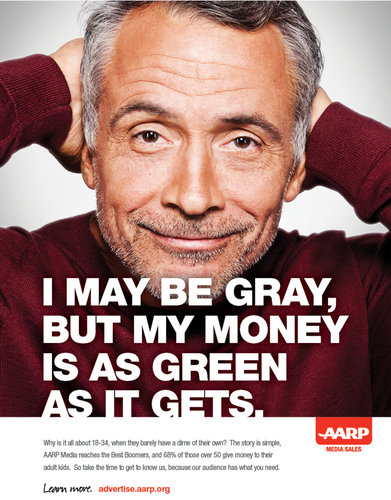 I MAY BE GRAY,
BUT MY MONEY
IS AS GREEN
AS IT GETS.
AARP
MEDIA SALES
Why is it all about 18-34, when they barely have a dime of their own? The story is simple,
AARP Media reaches the Best Boomers, and 68% of those over 50 give money to their
adult kids. So take the time to get to know us, because our audience has what you need.
Learn more. advertise.aarp.org